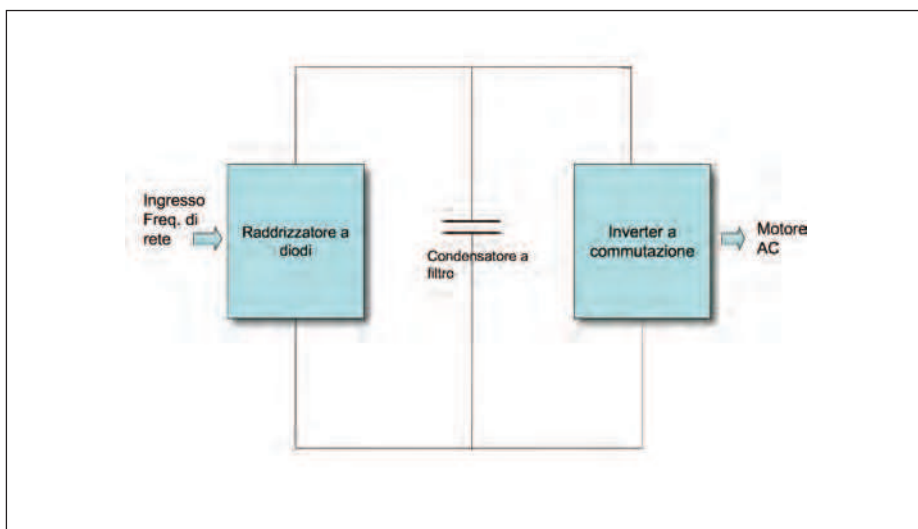 Ingresso
Freq. di
rete
Raddrizzatore a
diodi
Condensatore a
filtro
Inverter a
commutazione
Motore
AC